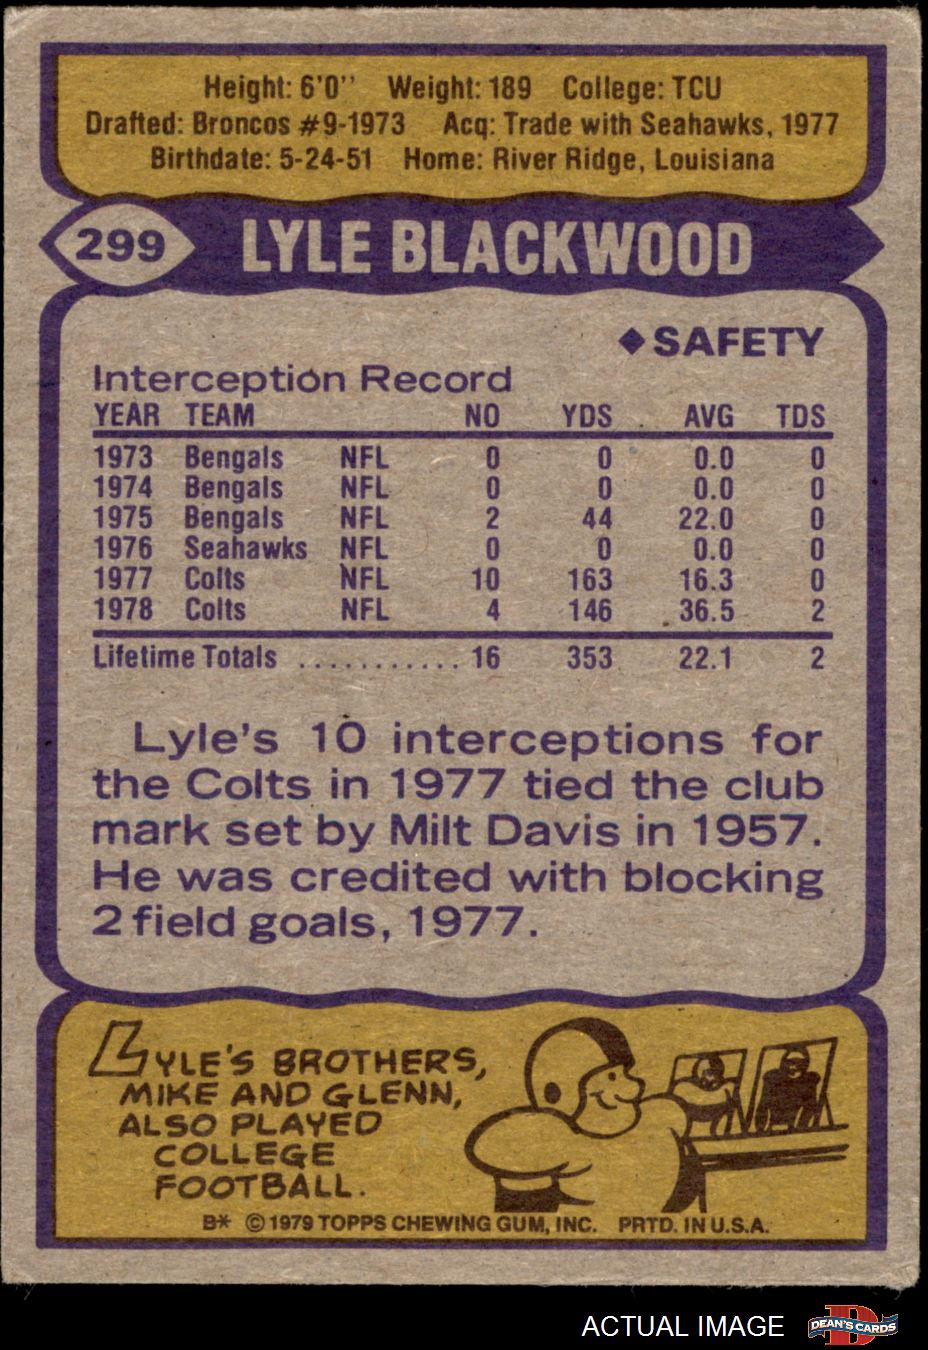 Height: 6'0'' Weight: 189 College: TCU
Drafted: Broncos #9-1973 Acq: Trade with Seahawks, 1977
Birthdate: 5-24-51 Home: River Ridge, Louisiana
299 LYLE BLACKWOOD
◆SAFETY
Interception Record
YEAR TEAM NO YDS AVG TDS
1973 Bengals NFL 0 0 0.0 0
1974 Bengals NFL 0 0 0.0 0
1975 Bengals NFL 2 44 22.0 0
1976 Seahawks NFL 0 0 0.0 0
1977 Colts NFL 10 163 16.3 0
1978 Colts NFL 4 146 36.5 2
Lifetime Totals ........... 16 353 22.1 2
Lyle's 10 interceptions for
the Colts in 1977 tied the club
mark set by Milt Davis in 1957.
He was credited with blocking
2 field goals, 1977.
LYLE'S BROTHERS,
MIKE AND GLENN,
ALSO PLAYED
COLLEGE
FOOTBALL.
B* © 1979 TOPPS CHEWING GUM, INC. PRTD. IN U.S.A.
ACTUAL IMAGE D DEAN'S CARDS